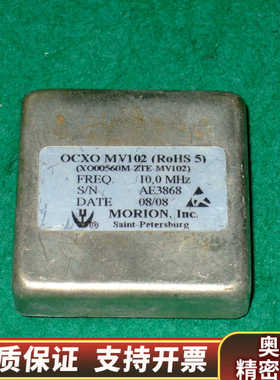 OCXO MV102 (RoHS 5)
(XO00560M-ZTE-MV102)
FREQ. 10,0 MHz
S/N AE3868
DATE 08/08
MORION, Inc.
Saint-Petersburg
质保证 支持开票
奥
精密